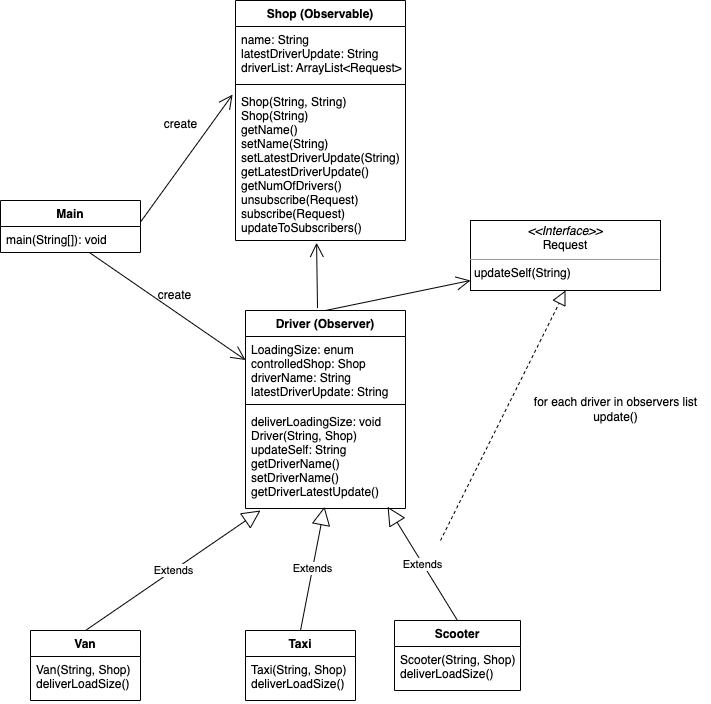 Shop (Observable)
name: String
latestDriverUpdate: String
driverList: ArrayList<Request>
Shop(String, String)
Shop(String)
getName()
setName(String)
setLatestDriverUpdate(String)
getLatestDriverUpdate()
getNumOfDrivers()
unsubscribe(Request)
subscribe(Request)
updateToSubscribers()
create
Main
main(String[]): void
create
<<Interface>>
Request
updateSelf(String)
Driver (Observer)
LoadingSize: enum
controlledShop: Shop
driverName: String
latestDriverUpdate: String
deliverLoadingSize: void
Driver(String, Shop)
updateSelf: String
getDriverName()
setDriverName()
getDriverLatestUpdate()
for each driver in observers list
update()
Extends
Extends
Extends
Van
Van(String, Shop)
deliverLoadSize()
Taxi
Taxi(String, Shop)
deliverLoadSize()
Scooter
Scooter(String, Shop)
deliverLoadSize()